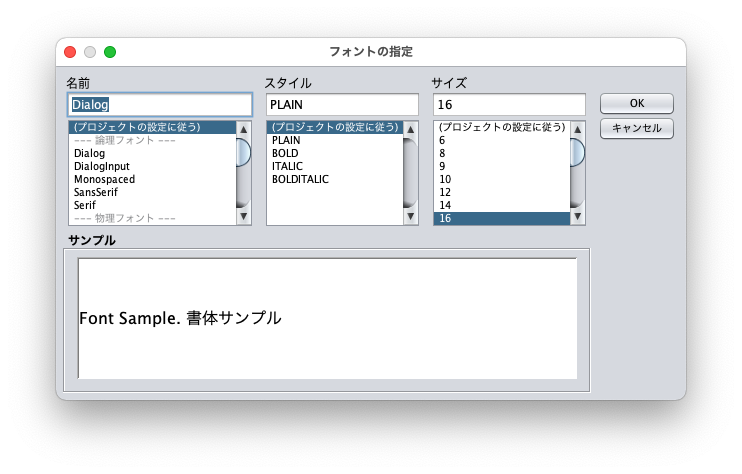 フォントの指定
名前
Dialog
(プロジェクトの設定に従う)
--- 論理フォント ---
Dialog
DialogInput
Monospaced
SansSerif
Serif
--- 物理フォント ---
スタイル
PLAIN
(プロジェクトの設定に従う)
PLAIN
BOLD
ITALIC
BOLDITALIC
サイズ
16
(プロジェクトの設定に従う)
6
8
9
10
12
14
16
OK
キャンセル
サンプル
Font Sample. 書体サンプル